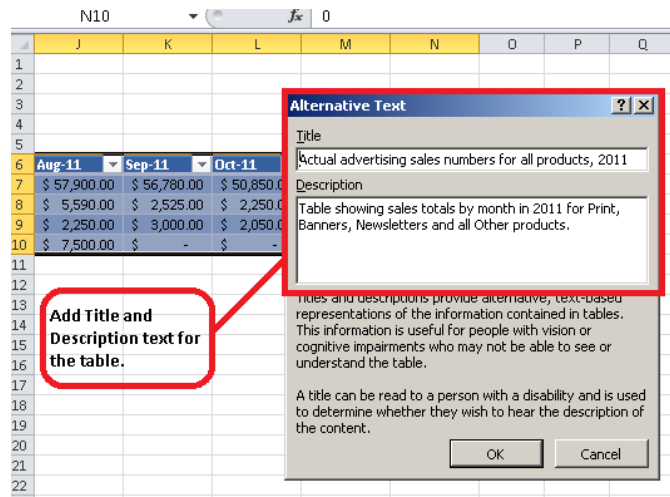 N10 fx 0
J K L M N O P Q
1
2
3
4
5
6 Aug-11 Sep-11 Oct-11
7 $ 57,900.00 $ 56,780.00 $ 50,850.0
8 $ 5,590.00 $ 2,525.00 $ 2,250.0
9 $ 2,250.00 $ 3,000.00 $ 2,050.0
10 $ 7,500.00 $ - $ -
11
12
13
14
15
16
17
18
19
20
21
22
Add Title and
Description text for
the table.
Alternative Text
Title
Actual advertising sales numbers for all products, 2011
Description
Table showing sales totals by month in 2011 for Print,
Banners, Newsletters and all Other products.
Titles and descriptions provide alternative, text-based
representations of the information contained in tables.
This information is useful for people with vision or
cognitive impairments who may not be able to see or
understand the table.
A title can be read to a person with a disability and is used
to determine whether they wish to hear the description of
the content.
OK Cancel